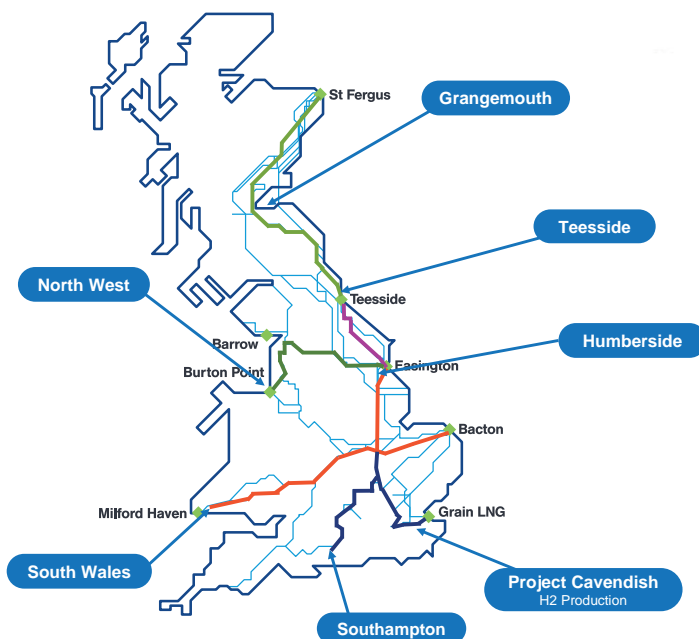 St Fergus
Grangemouth
Teesside
North West
Teesside
Barrow
Humberside
Burton Point
Easington
Bacton
Milford Haven
Grain LNG
South Wales
Project Cavendish
H2 Production
Southampton